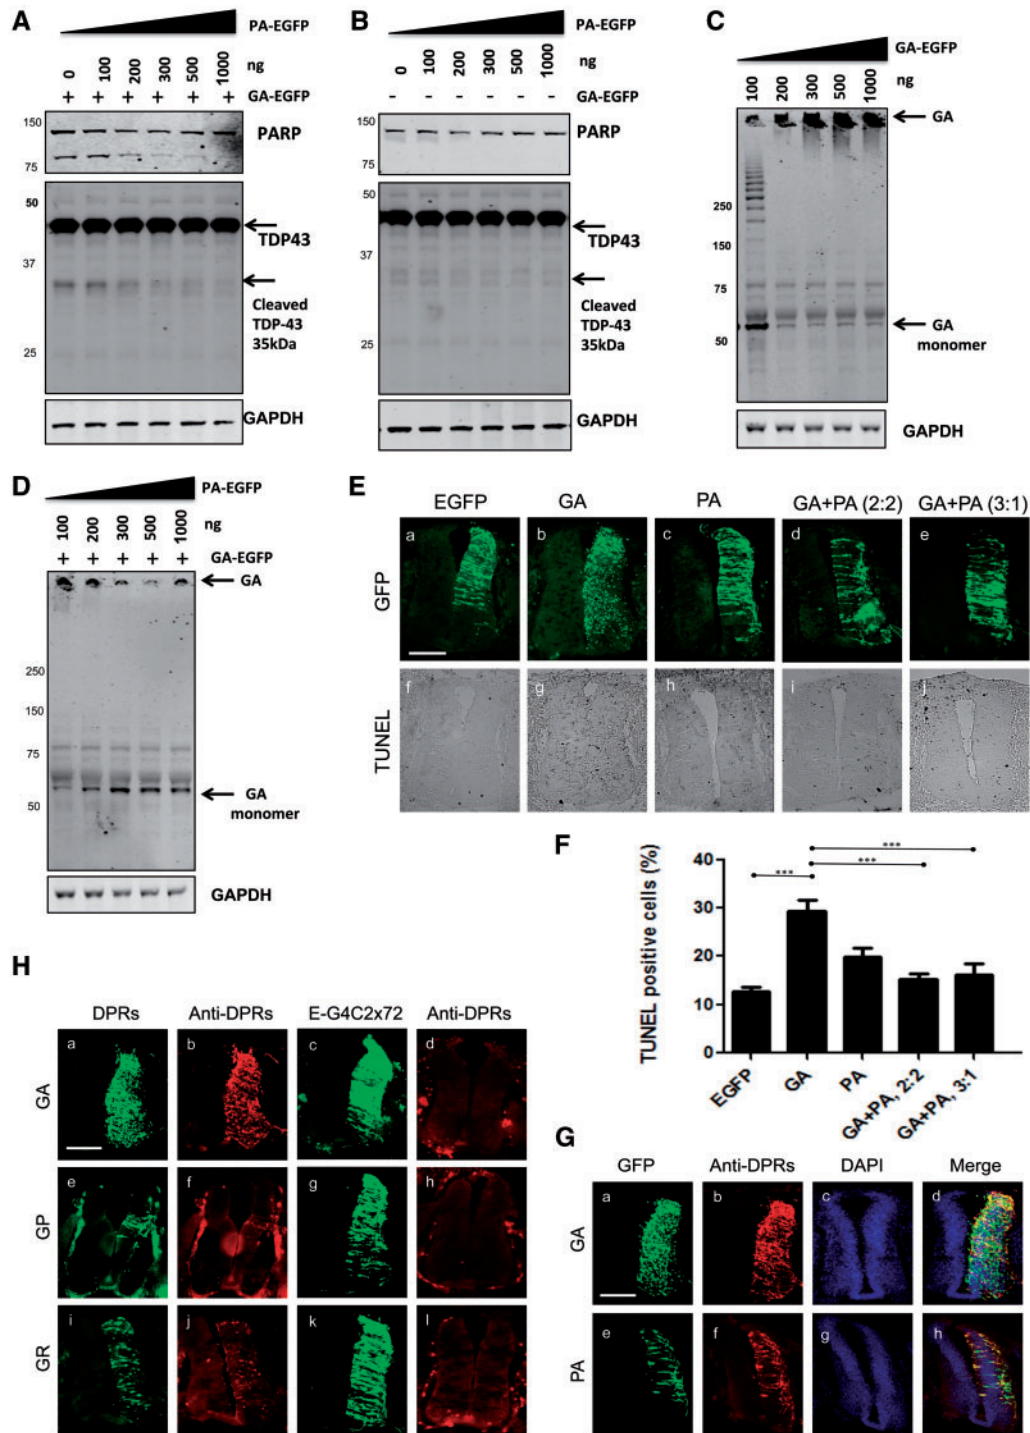 A
PA-EGFP
0 100 200 300 500 1000 ng
+ + + + + + GA-EGFP
150
75
PARP
50
37
25
TDP43
Cleaved
TDP-43
35kDa
GAPDH
B
PA-EGFP
0 100 200 300 500 1000 ng
- - - - - - GA-EGFP
150
75
PARP
50
37
25
TDP43
Cleaved
TDP-43
35kDa
GAPDH
C
GA-EGFP
ng
100 200 300 500 1000
GA
250
150
75
50
GA
monomer
GAPDH
D
PA-EGFP
100 200 300 500 1000 ng
+ + + + + GA-EGFP
GA
250
150
75
50
GA
monomer
GAPDH
E
EGFP GA PA GA+PA (2:2) GA+PA (3:1)
GFP
a b c d e
TUNEL
f g h i j
F
TUNEL positive cells (%)
40
30
20
10
0
*** *** ***
EGFP GA PA GA+PA, 2:2 GA+PA, 3:1
H
DPRs Anti-DPRs E-G4C2x72 Anti-DPRs
GA
a b c d
GP
e f g h
GR
i j k l
G
GFP Anti-DPRs DAPI Merge
GA
a b c d
PA
e f g h